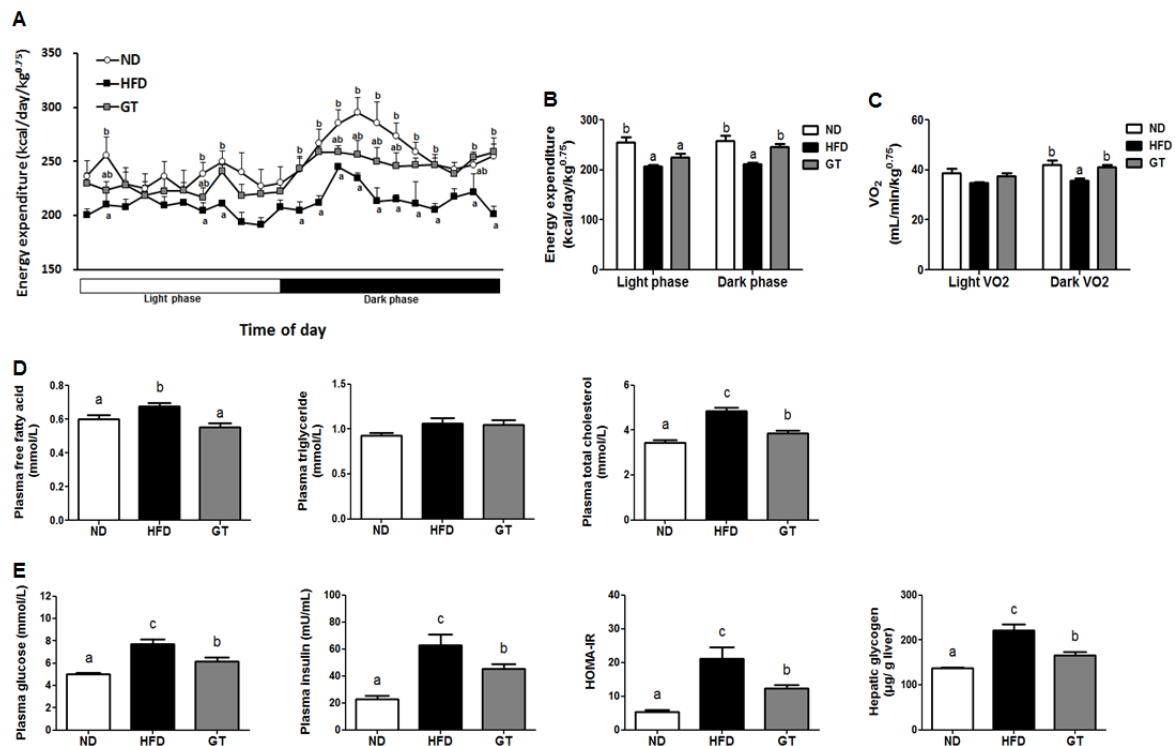 A
Energy expenditure (kcal/day/kg0.75)
350
300
250
200
150
ND
HFD
GT
b
b
b
b
b
b
b
b
b
b
b
b
b
ab
ab
ab
ab
ab
ab
ab
ab
a
a
a
a
a
a
a
a
a
a
a
Light phase
Dark phase
Time of day
B
Energy expenditure
(kcal/day/kg0.75)
300
200
100
0
b
a
a
b
a
b
Light phase
Dark phase
C
VO2
(mL/min/kg0.75)
60
40
20
0
b
a
b
Light VO2
Dark VO2
ND
HFD
GT
D
Plasma free fatty acid
(mmol/L)
0.8
0.6
0.4
0.2
0.0
a
b
a
ND
HFD
GT
Plasma triglyceride
(mmol/L)
1.5
1.0
0.5
0.0
ND
HFD
GT
Plasma total cholesterol
(mmol/L)
6
4
2
0
a
c
b
ND
HFD
GT
E
Plasma glucose (mmol/L)
12
10
8
6
4
2
0
a
c
b
ND
HFD
GT
Plasma insulin (mU/mL)
100
80
60
40
20
0
a
c
b
ND
HFD
GT
HOMA-IR
40
30
20
10
0
a
c
b
ND
HFD
GT
Hepatic glycogen
(µg/ g liver)
300
200
100
0
a
c
b
ND
HFD
GT